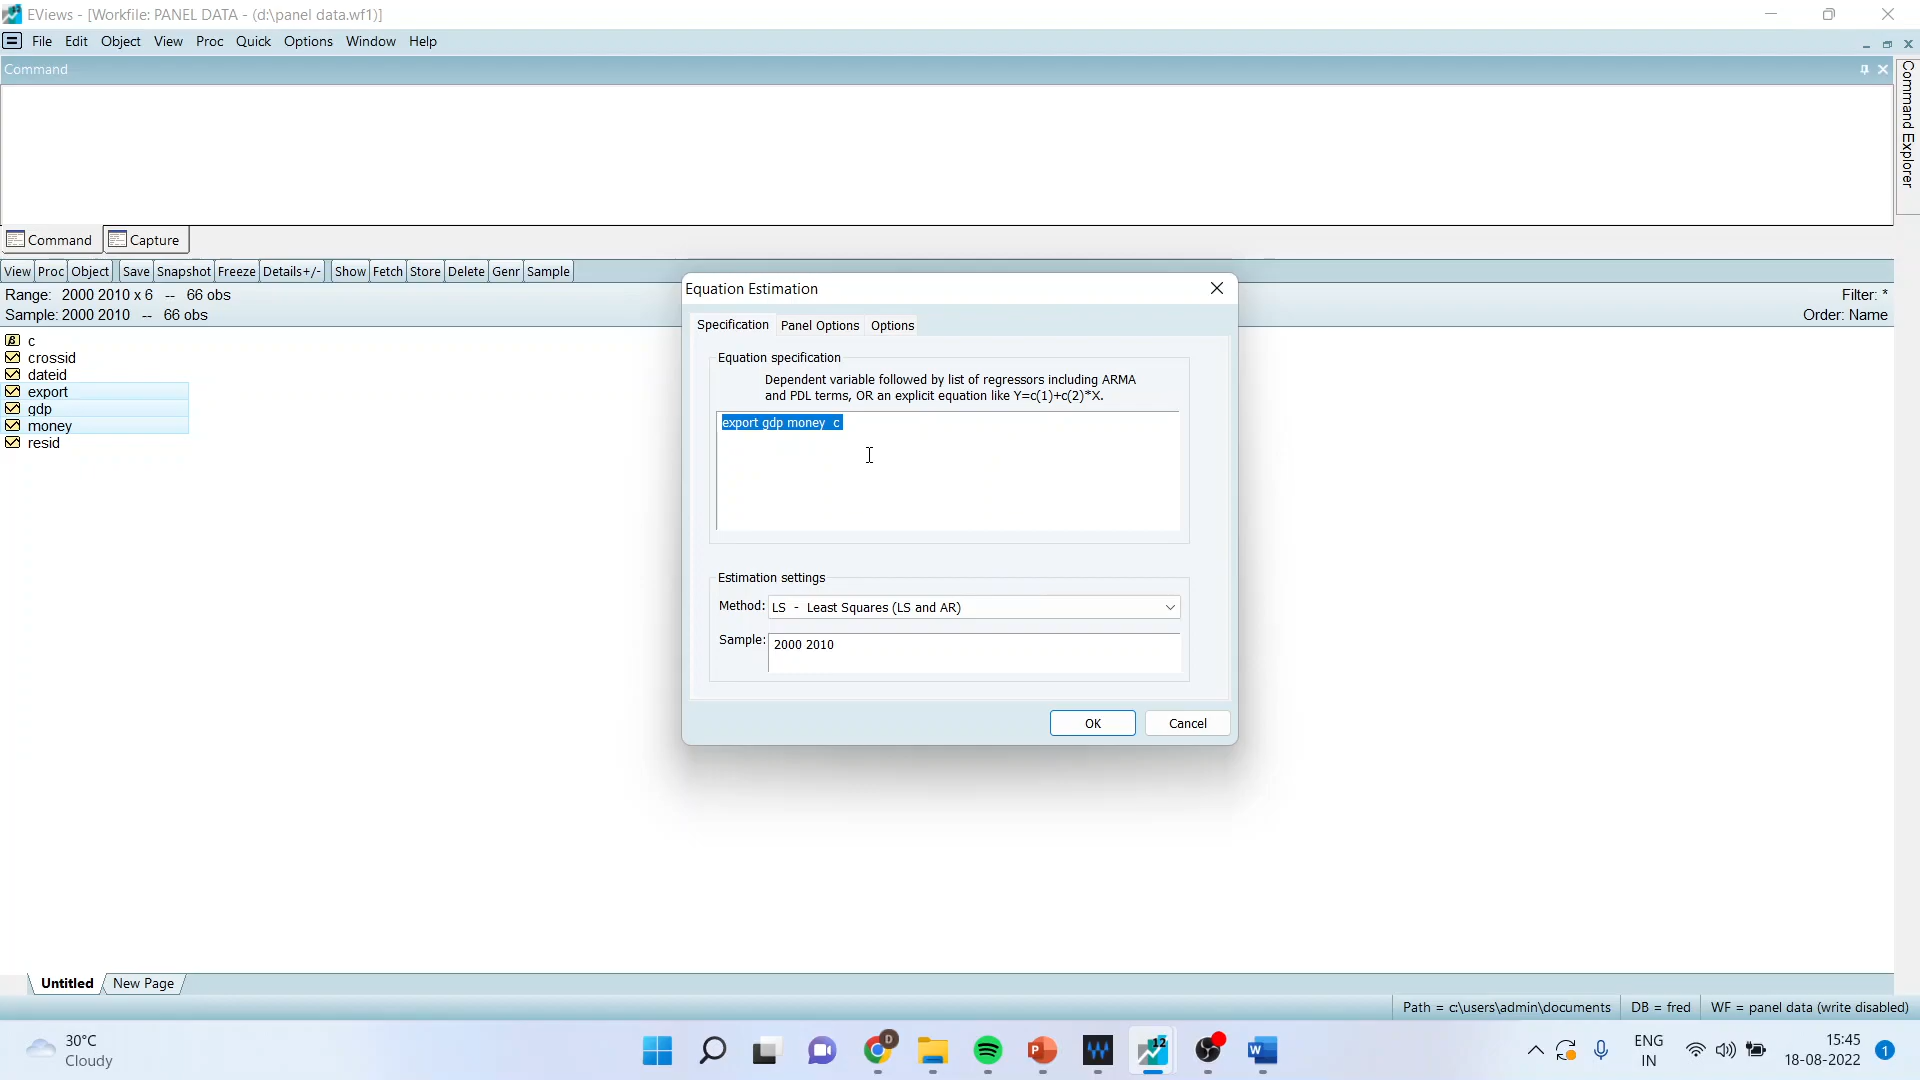 EViews - [Workfile: PANEL DATA - (d:\panel data.wf1)]
File Edit Object View Proc Quick Options Window Help
Command
Command Explorer
Command Capture
View Proc Object Save Snapshot Freeze Details+/- Show Fetch Store Delete Genr Sample
Range: 2000 2010 x 6 -- 66 obs
Filter: *
Sample: 2000 2010 -- 66 obs
Order: Name
c
crossid
dateid
export
gdp
money
resid
Equation Estimation
Specification Panel Options Options
Equation specification
Dependent variable followed by list of regressors including ARMA
and PDL terms, OR an explicit equation like Y=c(1)+c(2)*X.
export gdp money c
Estimation settings
Method: LS - Least Squares (LS and AR)
Sample: 2000 2010
OK Cancel
Untitled New Page
Path = c:\users\admin\documents DB = fred WF = panel data (write disabled)
30°C
Cloudy
D
P
W
12
W
ENG
IN
15:45
18-08-2022
1